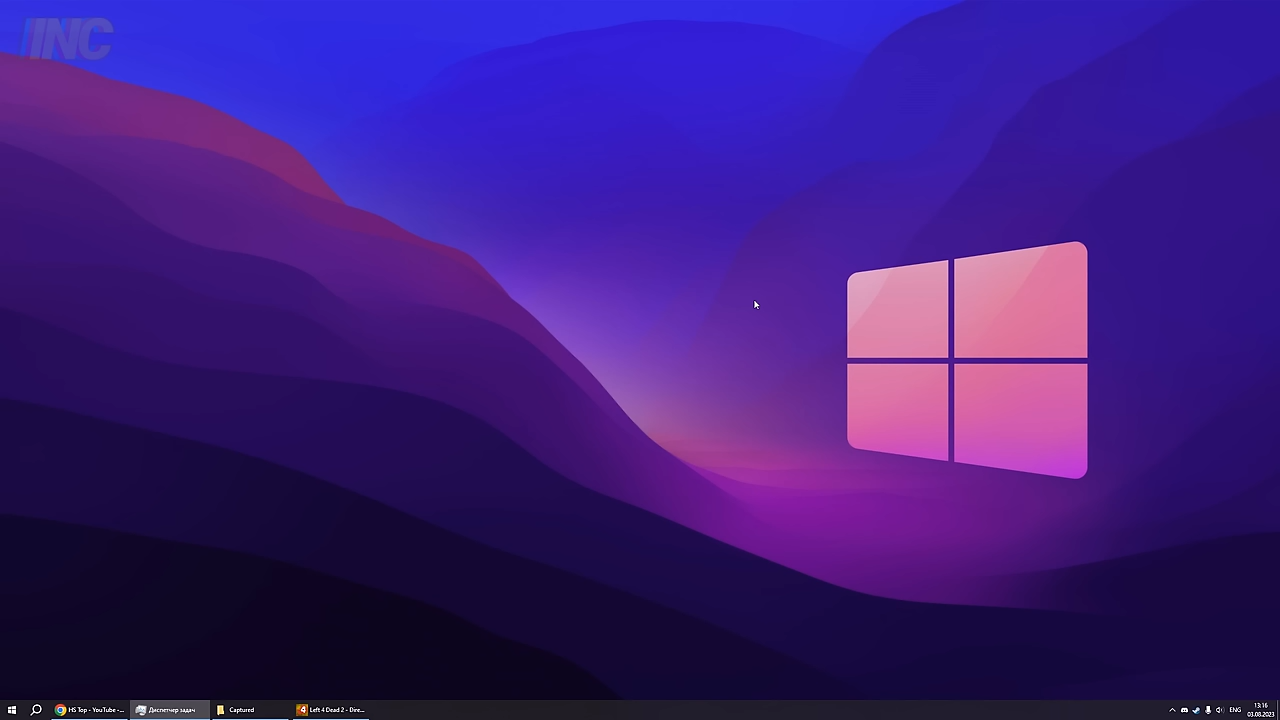 INC
HS Top - YouTube -...
Диспетчер задач
Captured
Left 4 Dead 2 - Dire...
ENG
13:16
03.08.2023